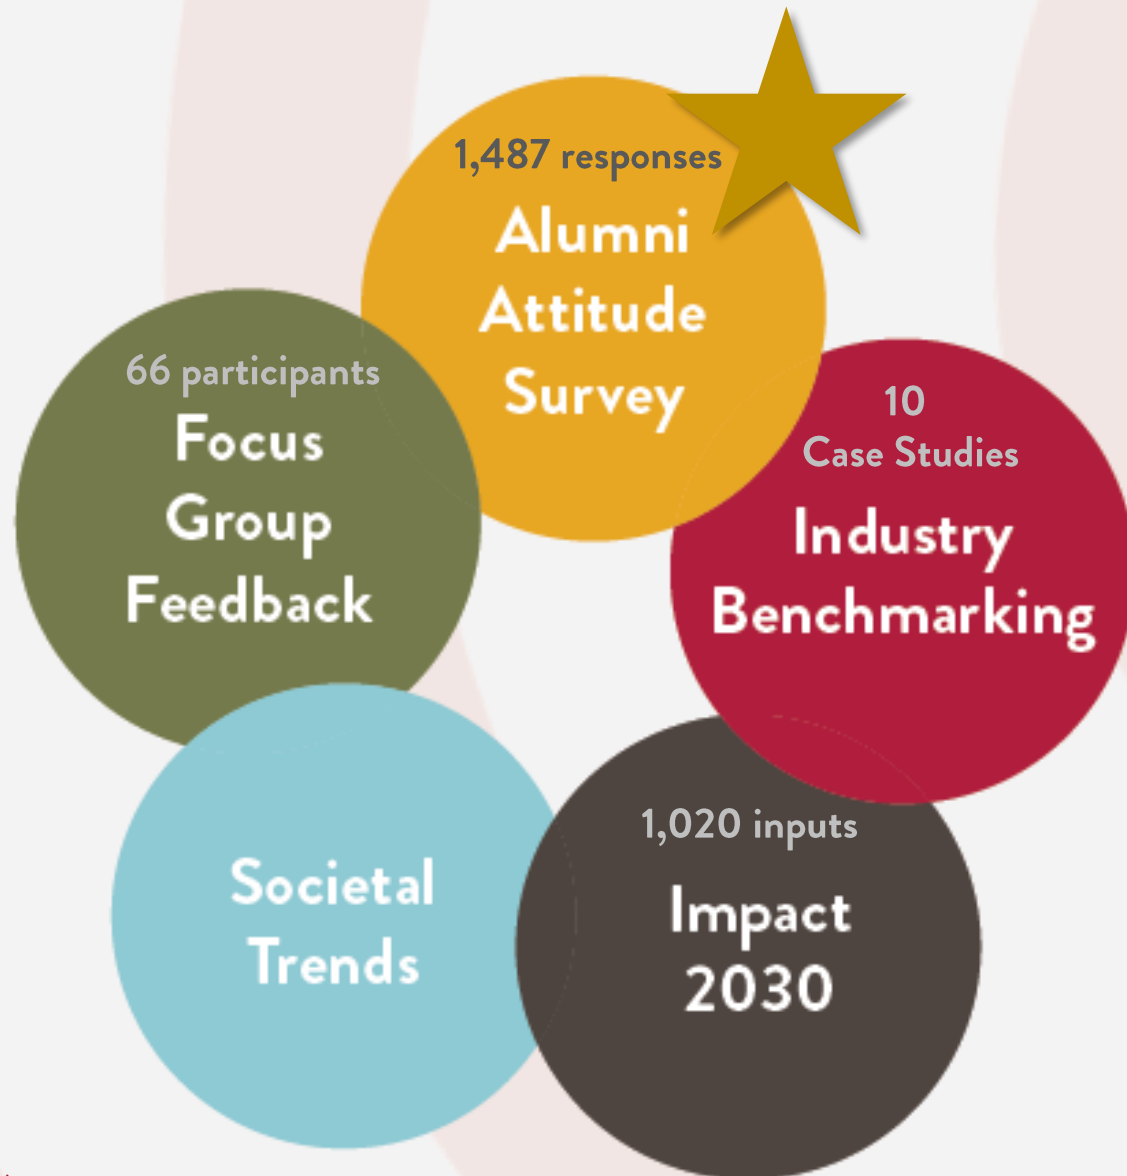 1,487 responses
Alumni
Attitude
Survey
66 participants
Focus
Group
Feedback
10
Case Studies
Industry
Benchmarking
Societal
Trends
1,020 inputs
Impact
2030